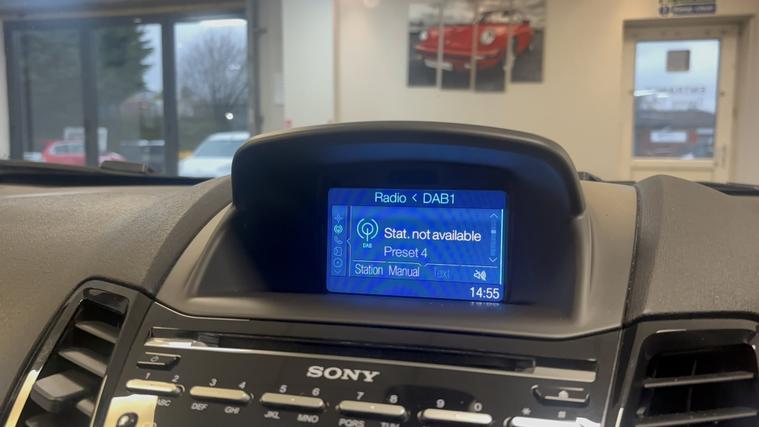 Radio < DAB1
DAB
Stat. not available
Preset 4
Station Manual Text
14:55
SONY
1 2 3 4 5 6 7 8 9 0 * #
ABC DEF GHI JKL MNO PQRS TUV